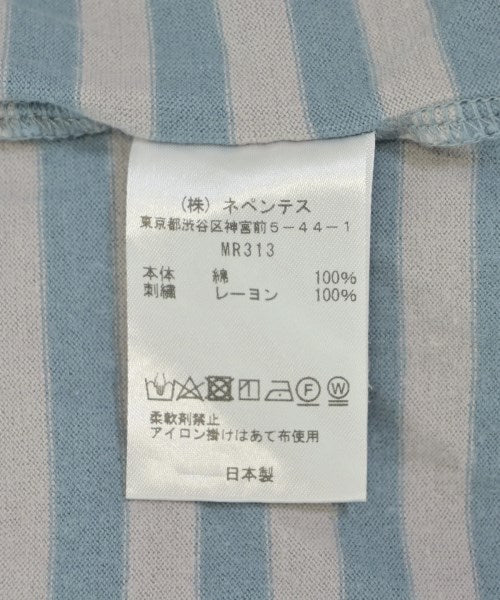 （株）ネペンテス
東京都渋谷区神宮前5－44－1
MR313
本体 綿 100%
刺繍 レーヨン 100%
F W
柔軟剤禁止
アイロン掛けはあて布使用
日本製